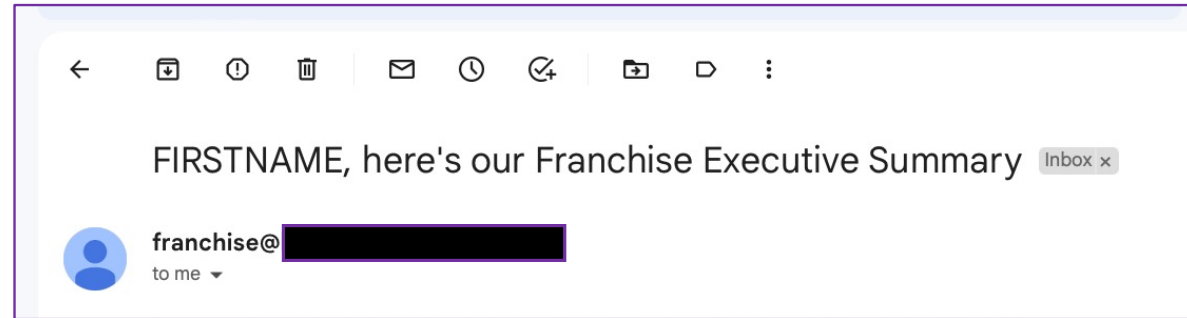 FIRSTNAME, here's our Franchise Executive Summary Inbox x
franchise@
to me